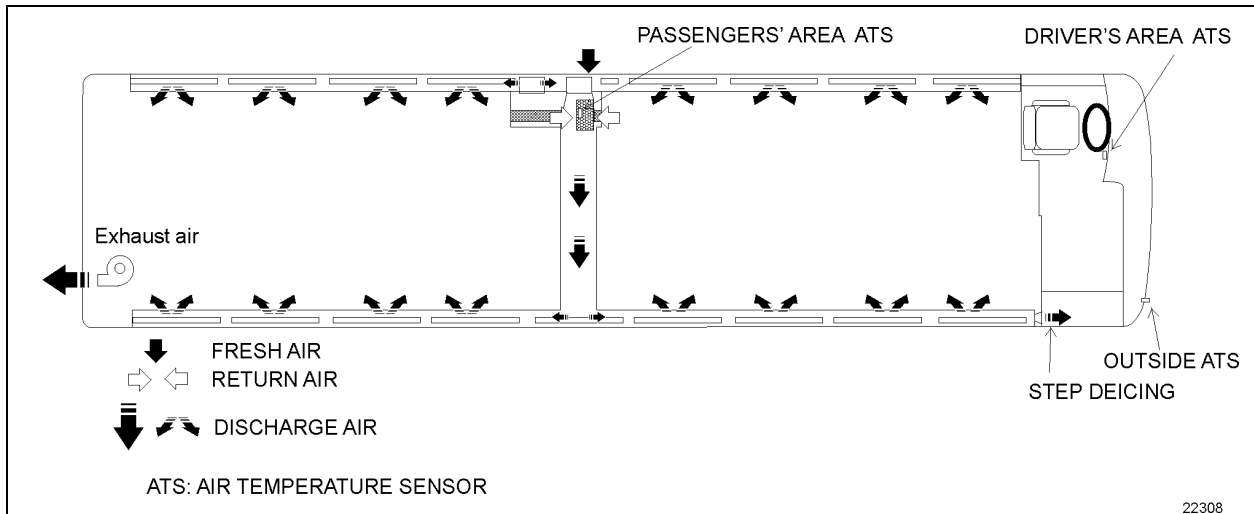 PASSENGERS' AREA ATS
DRIVER'S AREA ATS
Exhaust air
FRESH AIR
RETURN AIR
DISCHARGE AIR
OUTSIDE ATS
STEP DEICING
ATS: AIR TEMPERATURE SENSOR
22308